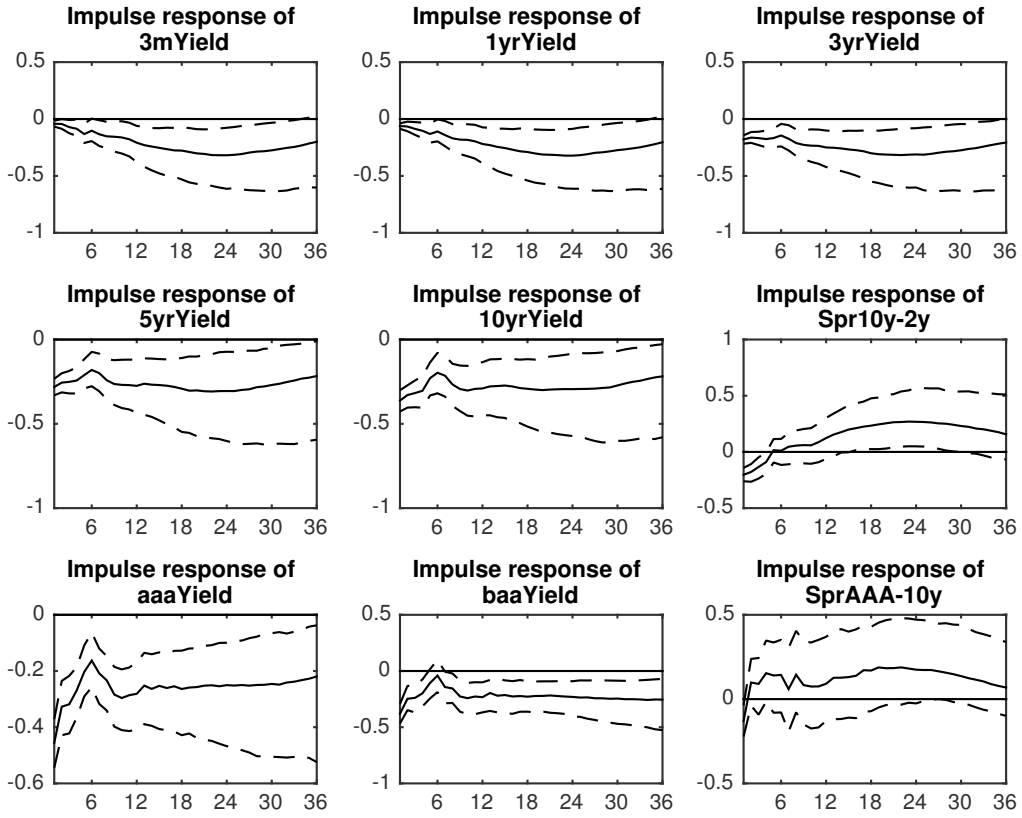 Impulse response of
3mYield
0.5
0
-0.5
-1
6 12 18 24 30 36
Impulse response of
1yrYield
0.5
0
-0.5
-1
6 12 18 24 30 36
Impulse response of
3yrYield
0.5
0
-0.5
-1
6 12 18 24 30 36
Impulse response of
5yrYield
0
-0.5
-1
6 12 18 24 30 36
Impulse response of
10yrYield
0
-0.5
-1
6 12 18 24 30 36
Impulse response of
Spr10y-2y
1
0.5
0
-0.5
6 12 18 24 30 36
Impulse response of
aaaYield
0
-0.2
-0.4
-0.6
6 12 18 24 30 36
Impulse response of
baaYield
0.5
0
-0.5
-1
6 12 18 24 30 36
Impulse response of
SprAAA-10y
0.5
0
-0.5
6 12 18 24 30 36